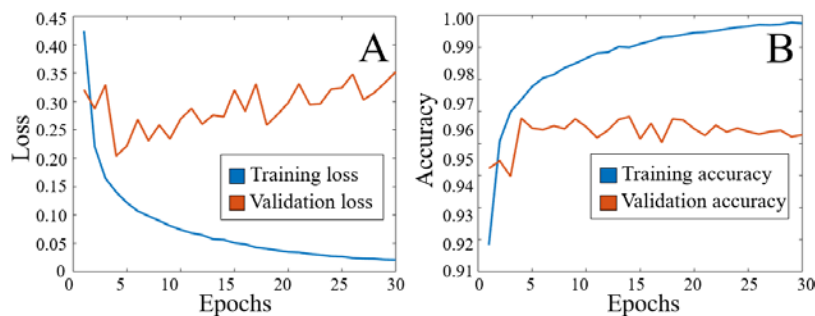 0.45
0.40
0.35
0.30
0.25
0.20
0.15
0.10
0.05
0
Loss
A
Training loss
Validation loss
0 5 10 15 20 25 30
Epochs
1.00
0.99
0.98
0.97
0.96
0.95
0.93
0.92
0.91
Accuracy
B
Training accuracy
Validation accuracy
0 5 10 15 20 25 30
Epochs